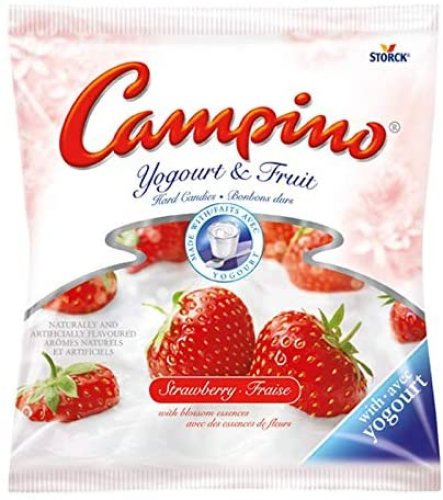 STORCK®
Campino®
Yogourt & Fruit
Hard Candies • Bonbons durs
MADE WITH/FAITS AVEC
YOGOURT
NATURALLY AND
ARTIFICIALLY FLAVOURED
ARÔMES NATURELS
ET ARTIFICIELS
Strawberry • Fraise
with blossom essences
avec des essences de fleurs
with • avec
yogourt